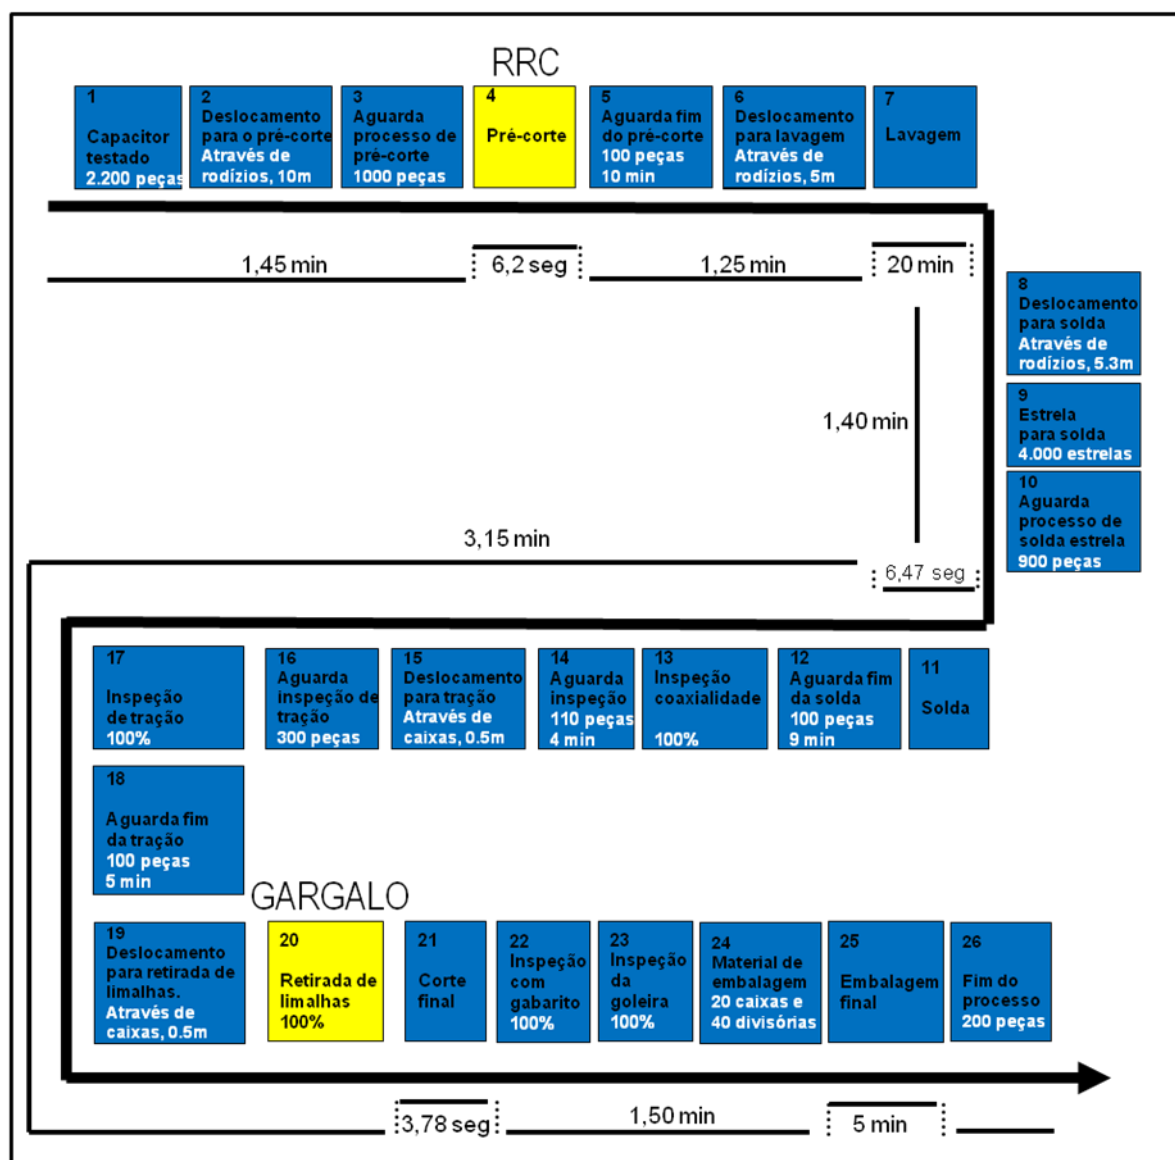 RRC
1
Capacitor
testado
2.200 peças
2
Deslocamento
para o pré-corte
Através de
rodízios, 10m
3
Aguarda
processo de
pré-corte
1000 peças
4
Pré-corte
5
Aguarda fim
do pré-corte
100 peças
10 min
6
Deslocamento
para lavagem
Através de
rodízios, 5m
7
Lavagem
1,45 min
6,2 seg
1,25 min
20 min
8
Deslocamento
para solda
Através de
rodízios, 5.3m
9
Estrela
para solda
4.000 estrelas
10
Aguarda
processo de
solda estrela
900 peças
1,40 min
3,15 min
6,47 seg
17
Inspeção
de tração
100%
16
Aguarda
inspeção de
tração
300 peças
15
Deslocamento
para tração
Através de
caixas, 0.5m
14
Aguarda
inspeção
110 peças
4 min
13
Inspeção
coaxialidade
100%
12
Aguarda fim
da solda
100 peças
9 min
11
Solda
18
Aguarda fim
da tração
100 peças
5 min
GARGALO
19
Deslocamento
para retirada de
limalhas.
Através de
caixas, 0.5m
20
Retirada de
limalhas
100%
21
Corte
final
22
Inspeção
com
gabarito
100%
23
Inspeção
da
goleira
100%
24
Material de
embalagem
20 caixas e
40 divisórias
25
Embalagem
final
26
Fim do
processo
200 peças
3,78 seg
1,50 min
5 min